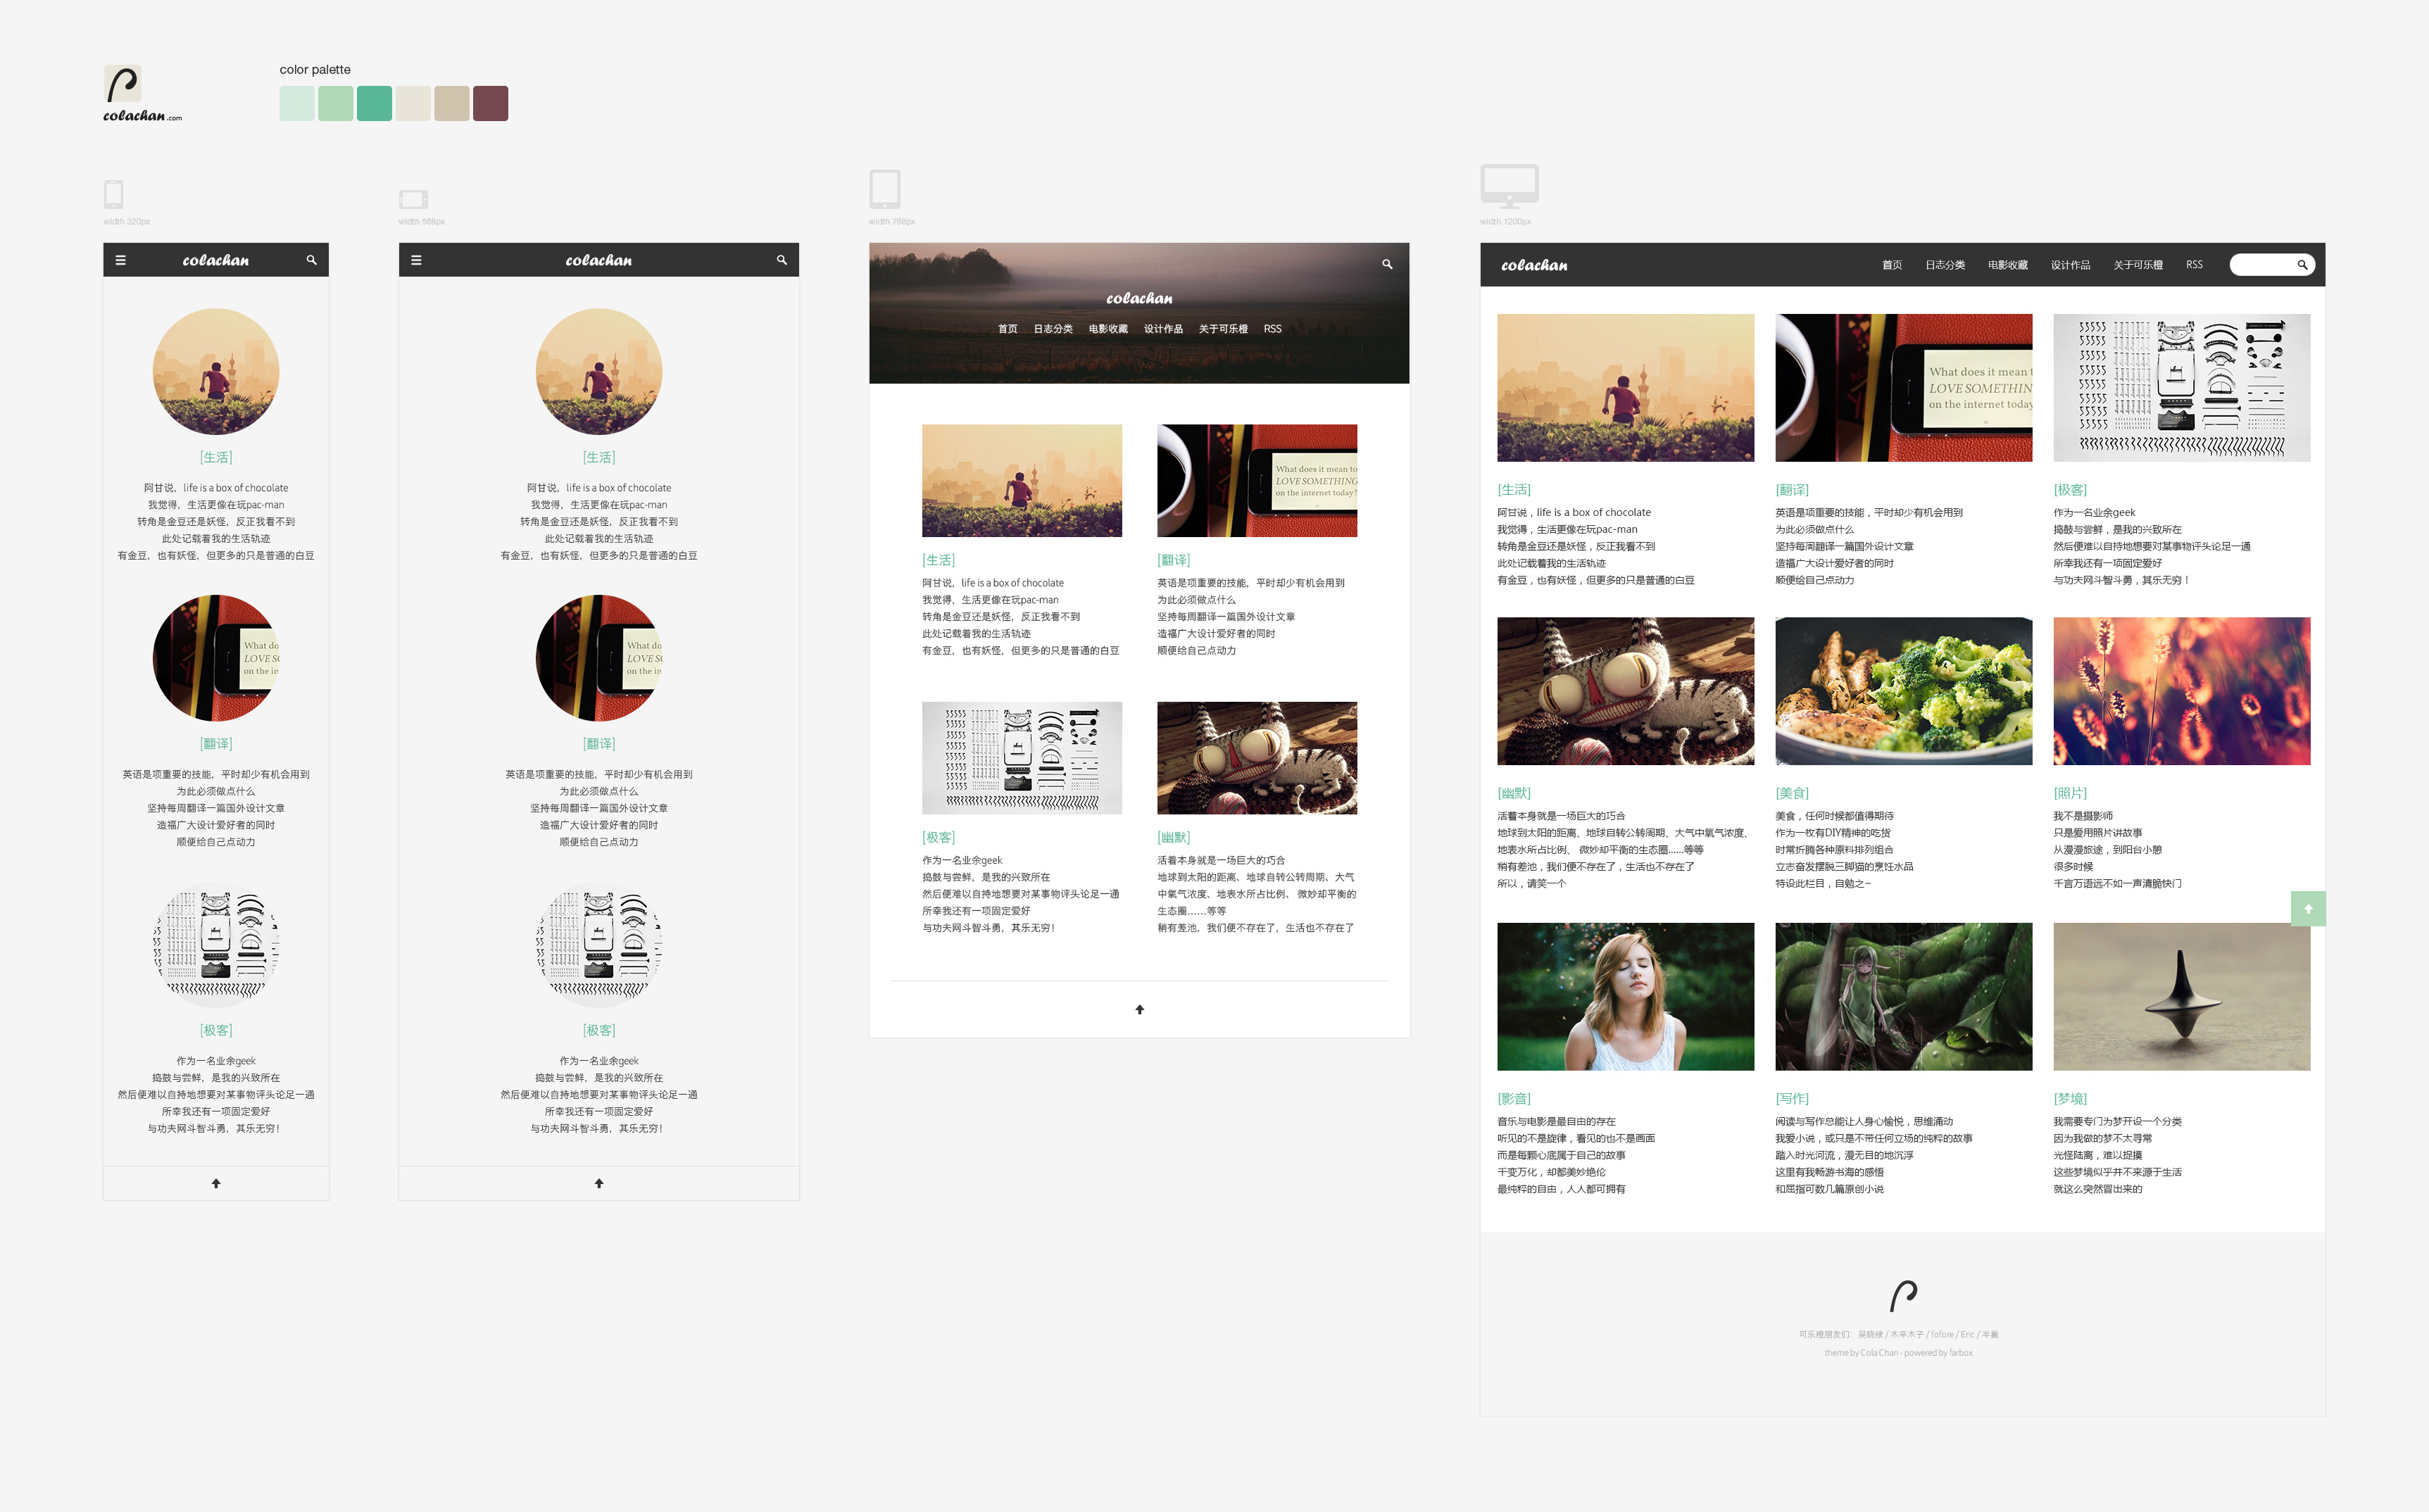 colachan.com
color palette
width 320px
colachan
[生活]
阿甘说，life is a box of chocolate
我觉得，生活更像在玩pac-man
转角是金豆还是妖怪，反正我看不到
此处记载着我的生活轨迹
有金豆，也有妖怪，但更多的只是普通的白豆
What do
LOVE SO
on the in
[翻译]
英语是项重要的技能，平时却少有机会用到
为此必须做点什么
坚持每周翻译一篇国外设计文章
造福广大设计爱好者的同时
顺便给自己点动力
[极客]
作为一名业余geek
捣鼓与尝鲜，是我的兴致所在
然后便难以自持地想要对某事物评头论足一通
所幸我还有一项固定爱好
与功夫网斗智斗勇，其乐无穷！
width 568px
colachan
[生活]
阿甘说，life is a box of chocolate
我觉得，生活更像在玩pac-man
转角是金豆还是妖怪，反正我看不到
此处记载着我的生活轨迹
有金豆，也有妖怪，但更多的只是普通的白豆
What do
LOVE SO
on the in
[翻译]
英语是项重要的技能，平时却少有机会用到
为此必须做点什么
坚持每周翻译一篇国外设计文章
造福广大设计爱好者的同时
顺便给自己点动力
[极客]
作为一名业余geek
捣鼓与尝鲜，是我的兴致所在
然后便难以自持地想要对某事物评头论足一通
所幸我还有一项固定爱好
与功夫网斗智斗勇，其乐无穷！
width 768px
colachan
首页 日志分类 电影收藏 设计作品 关于可乐橙 RSS
What does it mean to
LOVE SOMETHING
on the internet today?
[生活]
阿甘说，life is a box of chocolate
我觉得，生活更像在玩pac-man
转角是金豆还是妖怪，反正我看不到
此处记载着我的生活轨迹
有金豆，也有妖怪，但更多的只是普通的白豆
[翻译]
英语是项重要的技能，平时却少有机会用到
为此必须做点什么
坚持每周翻译一篇国外设计文章
造福广大设计爱好者的同时
顺便给自己点动力
[极客]
作为一名业余geek
捣鼓与尝鲜，是我的兴致所在
然后便难以自持地想要对某事物评头论足一通
所幸我还有一项固定爱好
与功夫网斗智斗勇，其乐无穷！
[幽默]
活着本身就是一场巨大的巧合
地球到太阳的距离、地球自转公转周期、大气
中氧气浓度、地表水所占比例、 微妙却平衡的
生态圈……等等
稍有差池，我们便不存在了，生活也不存在了
width 1200px
colachan 首页 日志分类 电影收藏 设计作品 关于可乐橙 RSS
What does it mean t
LOVE SOMETHIN
on the internet today
[生活]
阿甘说，life is a box of chocolate
我觉得，生活更像在玩pac-man
转角是金豆还是妖怪，反正我看不到
此处记载着我的生活轨迹
有金豆，也有妖怪，但更多的只是普通的白豆
[翻译]
英语是项重要的技能，平时却少有机会用到
为此必须做点什么
坚持每周翻译一篇国外设计文章
造福广大设计爱好者的同时
顺便给自己点动力
[极客]
作为一名业余geek
捣鼓与尝鲜，是我的兴致所在
然后便难以自持地想要对某事物评头论足一通
所幸我还有一项固定爱好
与功夫网斗智斗勇，其乐无穷！
[幽默]
活着本身就是一场巨大的巧合
地球到太阳的距离、地球自转公转周期、大气中氧气浓度、
地表水所占比例、 微妙却平衡的生态圈……等等
稍有差池，我们便不存在了，生活也不存在了
所以，请笑一个
[美食]
美食，任何时候都值得期待
作为一枚有DIY精神的吃货
时常折腾各种原料排列组合
立志奋发摆脱三脚猫的烹饪水品
特设此栏目，自勉之~
[照片]
我不是摄影师
只是爱用照片讲故事
从漫漫旅途，到阳台小憩
很多时候
千言万语远不如一声清脆快门
[影音]
音乐与电影是最自由的存在
听见的不是旋律，看见的也不是画面
而是每颗心底属于自己的故事
千变万化，却都美妙绝伦
最纯粹的自由，人人都可拥有
[写作]
阅读与写作总能让人身心愉悦，思维涌动
我爱小说，或只是不带任何立场的纯粹的故事
踏入时光河流，漫无目的地沉浮
这里有我畅游书海的感悟
和屈指可数几篇原创小说
[梦境]
我需要专门为梦开设一个分类
因为我做的梦不太寻常
光怪陆离，难以捉摸
这些梦境似乎并不来源于生活
就这么突然冒出来的
可乐橙朋友们： / 木辛木子 / fofore / Eric / 半撇
theme by Cola Chan - powered by farbox